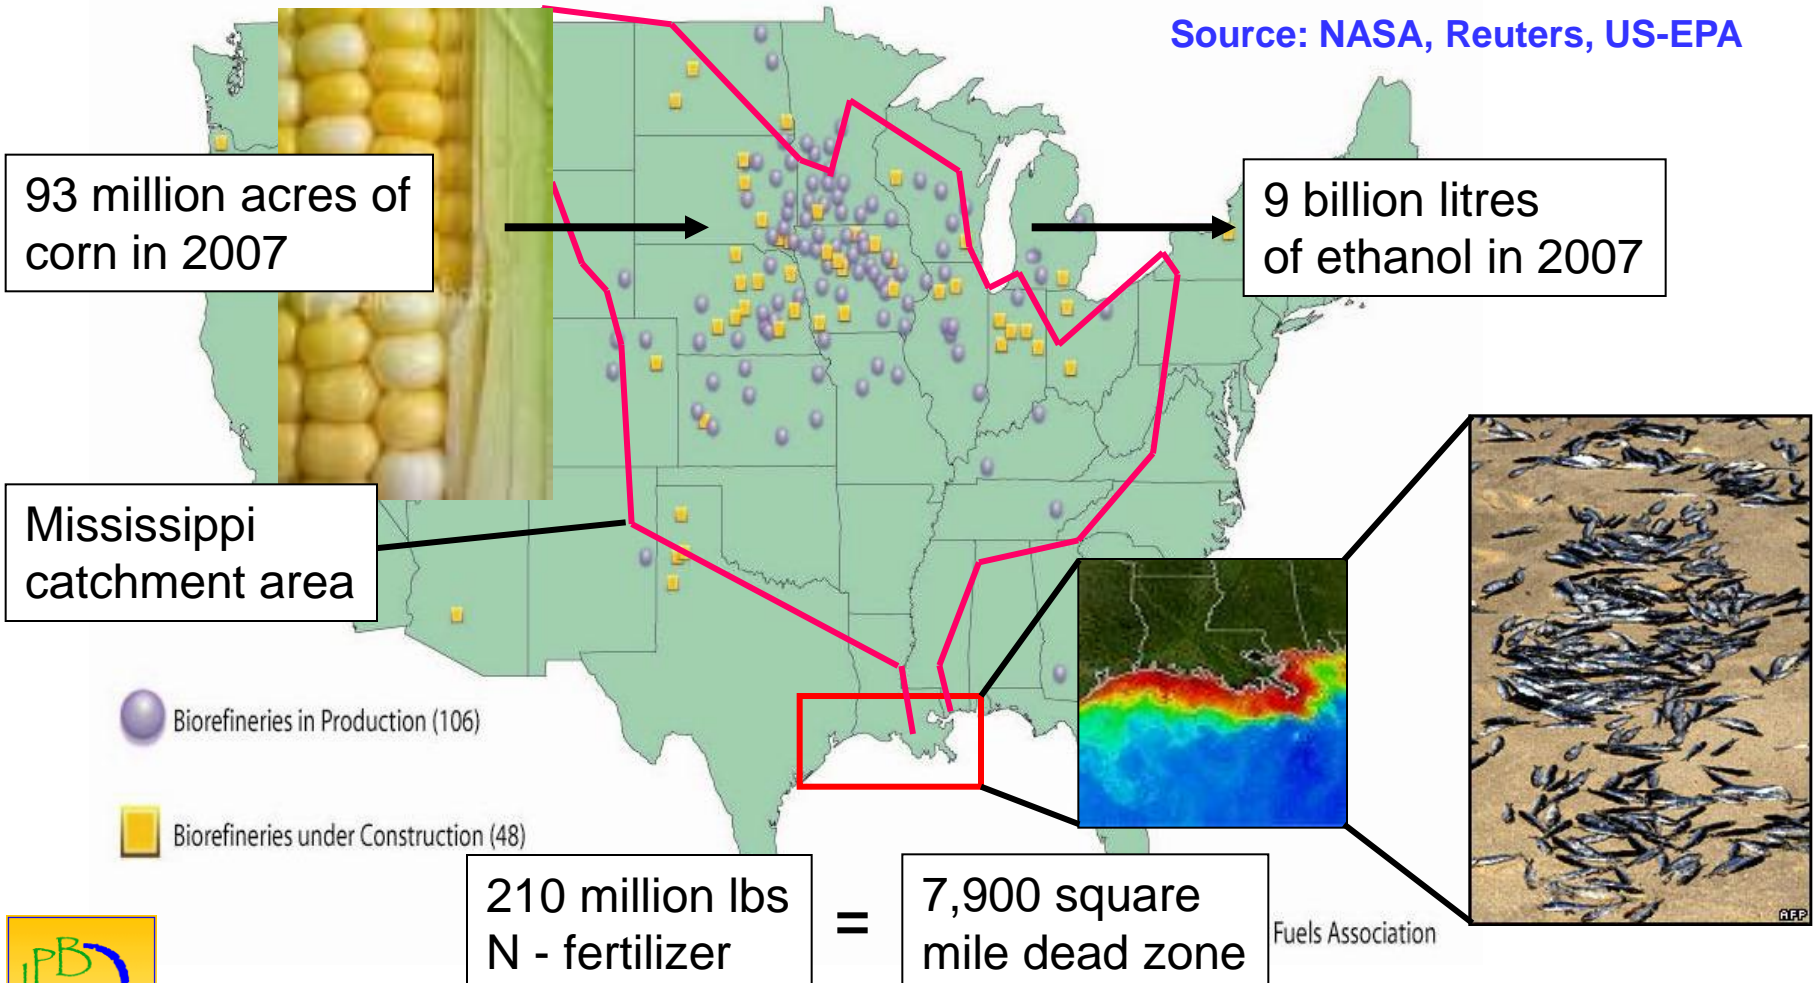 Source: NASA, Reuters, US-EPA
93 million acres of
corn in 2007
9 billion litres
of ethanol in 2007
Mississippi
catchment area
Biorefineries in Production (106)
Biorefineries under Construction (48)
210 million lbs
N - fertilizer
=
7,900 square
mile dead zone
Fuels Association
AFP
IPB